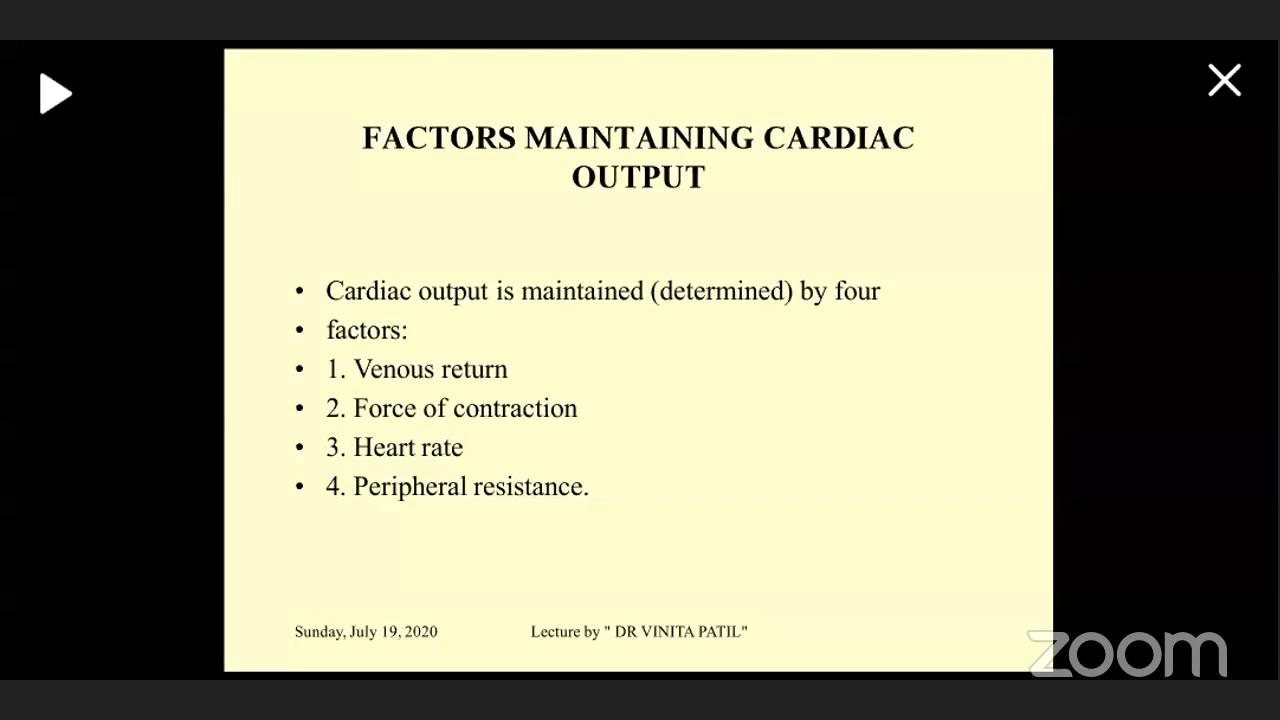 FACTORS MAINTAINING CARDIAC
OUTPUT
• Cardiac output is maintained (determined) by four
• factors:
• 1. Venous return
• 2. Force of contraction
• 3. Heart rate
• 4. Peripheral resistance.
Sunday, July 19, 2020
Lecture by " DR VINITA PATIL"
zoom